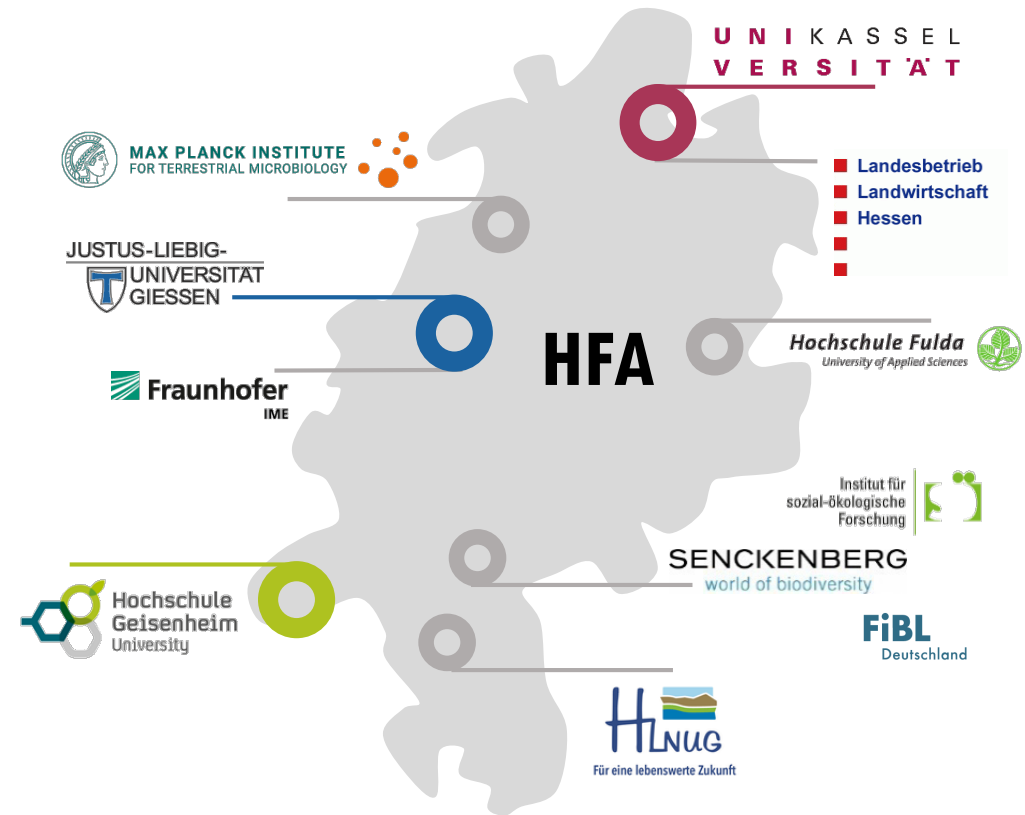 UNIKASSEL
VERSITÄT
MAX PLANCK INSTITUTE
FOR TERRESTRIAL MICROBIOLOGY
Landesbetrieb
Landwirtschaft
Hessen
JUSTUS-LIEBIG-
UNIVERSITÄT
GIESSEN
HFA
Hochschule Fulda
University of Applied Sciences
Fraunhofer
IME
Institut für
sozial-ökologische
Forschung
SENCKENBERG
world of biodiversity
Hochschule
Geisenheim
University
FiBL
Deutschland
HLNUG
Für eine lebenswerte Zukunft